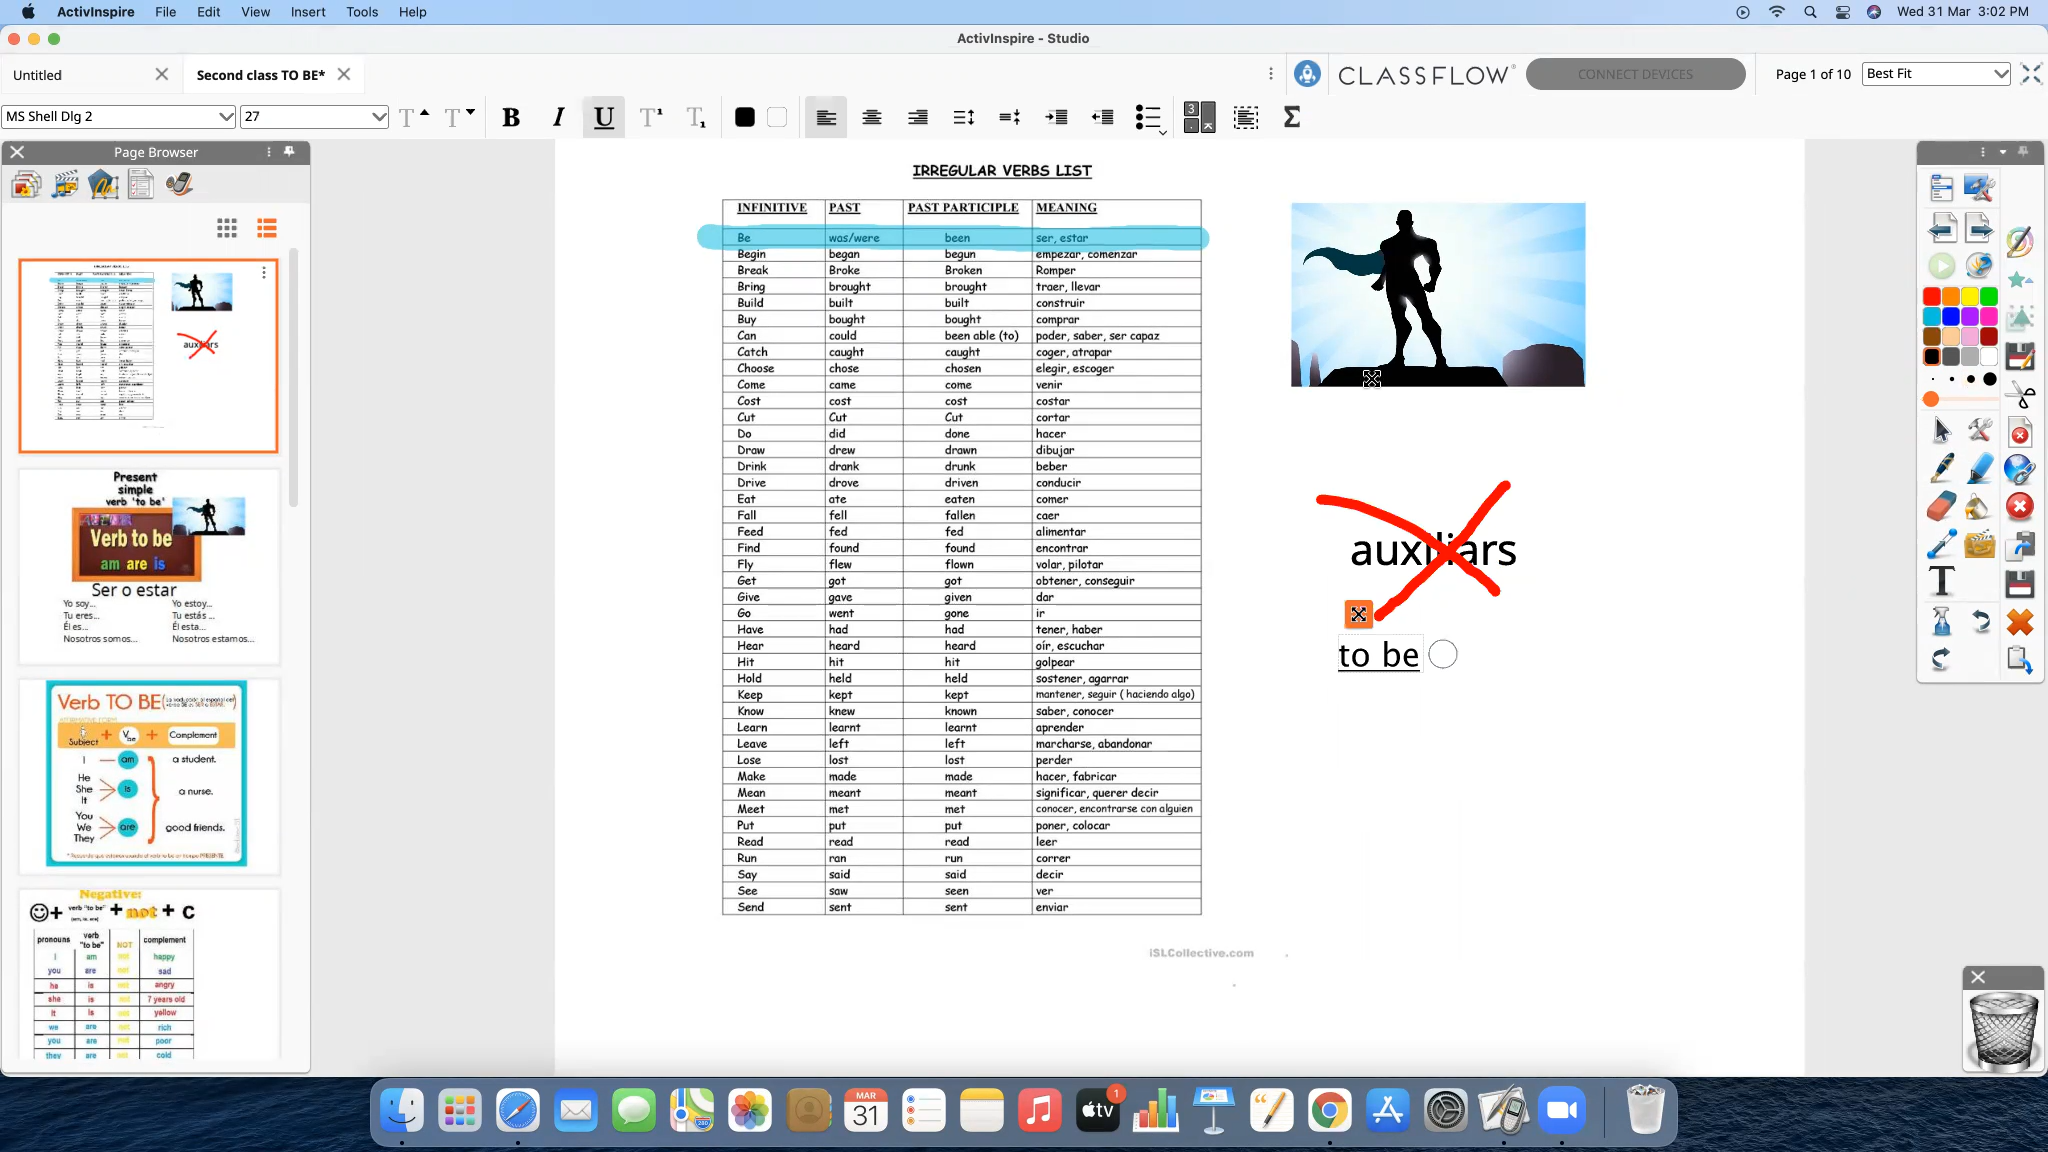 ActivInspire File Edit View Insert Tools Help
Wed 31 Mar 3:02 PM
ActivInspire - Studio
Untitled
Second class TO BE*
CLASSFLOW
CONNECT DEVICES
Page 1 of 10
Best Fit
MS Shell Dlg 2
27
B I U T T
Page Browser
auxiliars
Present
simple
verb 'to be'
Verb to be
am are is
Ser o estar
Yo soy... Yo estoy...
Tu eres... Tu estás ...
Él es... Él esta...
Nosotros somos... Nosotros estamos...
Verb TO BE
Subject + Vbe + Complement
I am a student.
He
She is a nurse.
It
You
We are good friends.
They
Negative:
+ verb "to be" + not + C
pronouns verb "to be" NOT complement
I am not happy
you are not sad
he is not angry
she is not 7 years old
it is not yellow
we are not rich
you are not poor
they are not cold
IRREGULAR VERBS LIST
INFINITIVE PAST PAST PARTICIPLE MEANING
Be was/were been ser, estar
Begin began begun empezar, comenzar
Break Broke Broken Romper
Bring brought brought traer, llevar
Build built built construir
Buy bought bought comprar
Can could been able (to) poder, saber, ser capaz
Catch caught caught coger, atrapar
Choose chose chosen elegir, escoger
Come came come venir
Cost cost cost costar
Cut Cut Cut cortar
Do did done hacer
Draw drew drawn dibujar
Drink drank drunk beber
Drive drove driven conducir
Eat ate eaten comer
Fall fell fallen caer
Feed fed fed alimentar
Find found found encontrar
Fly flew flown volar, pilotar
Get got got obtener, conseguir
Give gave given dar
Go went gone ir
Have had had tener, haber
Hear heard heard oír, escuchar
Hit hit hit golpear
Hold held held sostener, agarrar
Keep kept kept mantener, seguir ( haciendo algo)
Know knew known saber, conocer
Learn learnt learnt aprender
Leave left left marcharse, abandonar
Lose lost lost perder
Make made made hacer, fabricar
Mean meant meant significar, querer decir
Meet met met conocer, encontrarse con alguien
Put put put poner, colocar
Read read read leer
Run ran run correr
Say said said decir
See saw seen ver
Send sent sent enviar
iSLCollective.com
auxiliars
to be
T
MAR
31
tv
1